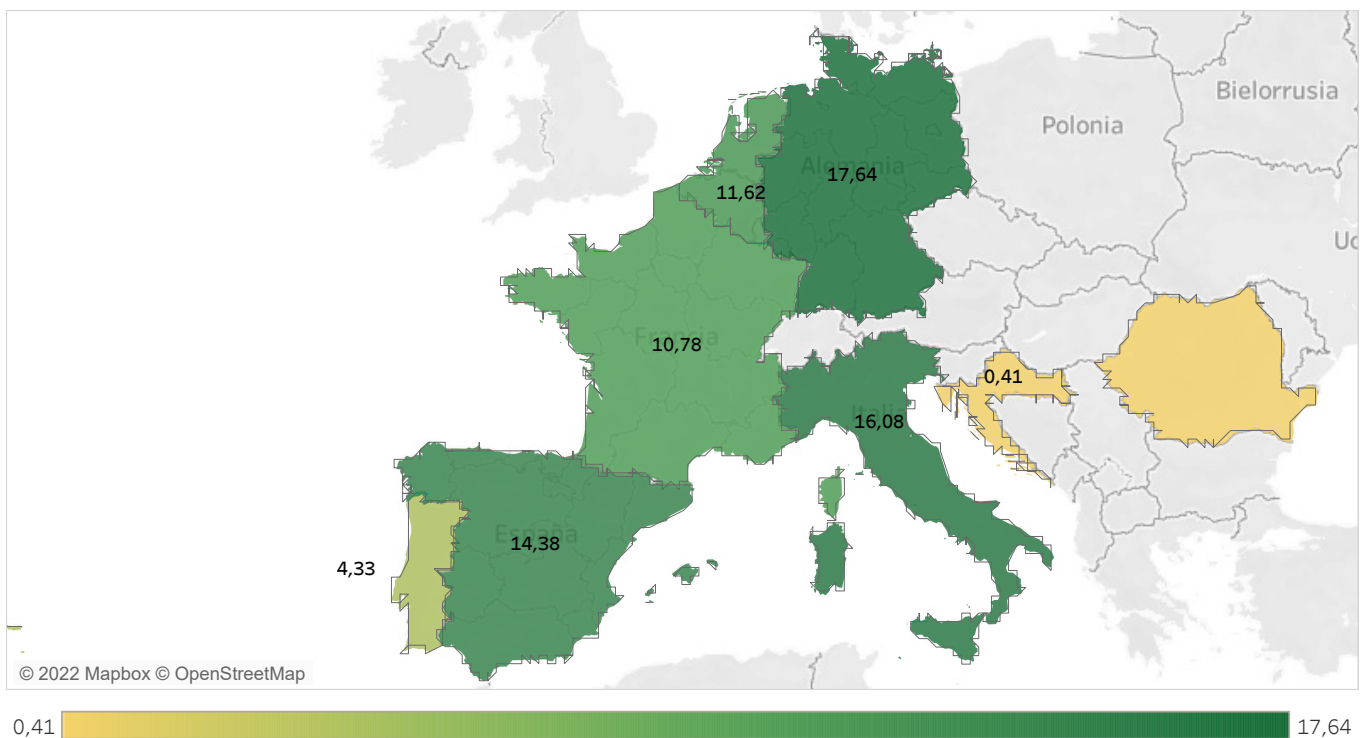 Bielorrusia
Polonia
Alemania
17,64
11,62
Uc
Francia
10,78
0,41
Italia
16,08
España
14,38
4,33
© 2022 Mapbox © OpenStreetMap
0,41
17,64